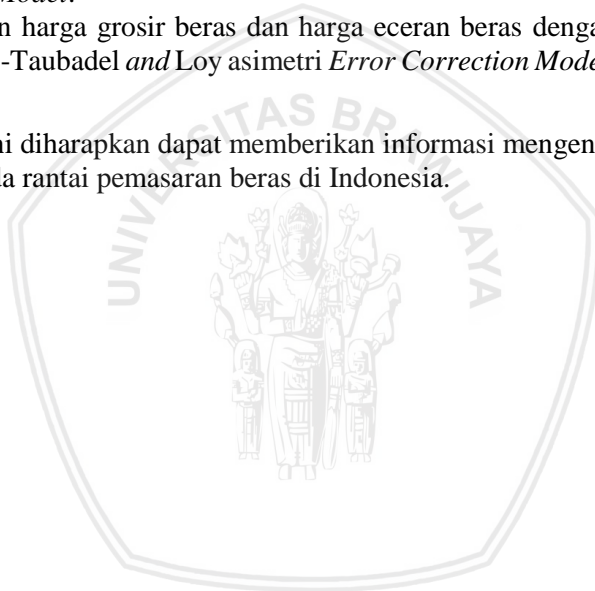 Model.
n harga grosir beras dan harga eceran beras denga
-Taubadel and Loy asimetri Error Correction Mode
ni diharapkan dapat memberikan informasi mengen
da rantai pemasaran beras di Indonesia.
UNIVERSITAS BRAWIJAYA